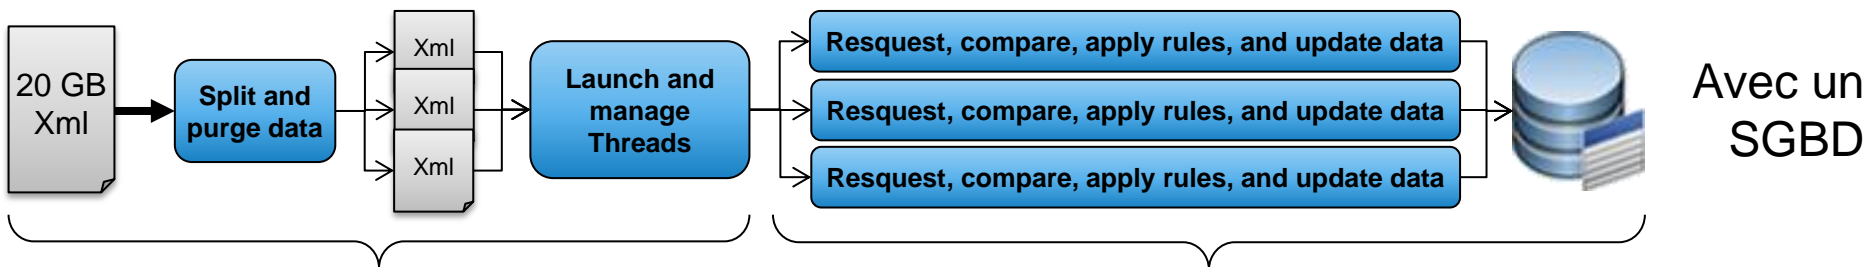 20 GB
Xml
Split and
purge data
Xml
Xml
Xml
Launch and
manage
Threads
Resquest, compare, apply rules, and update data
Resquest, compare, apply rules, and update data
Resquest, compare, apply rules, and update data
Avec un
SGBD